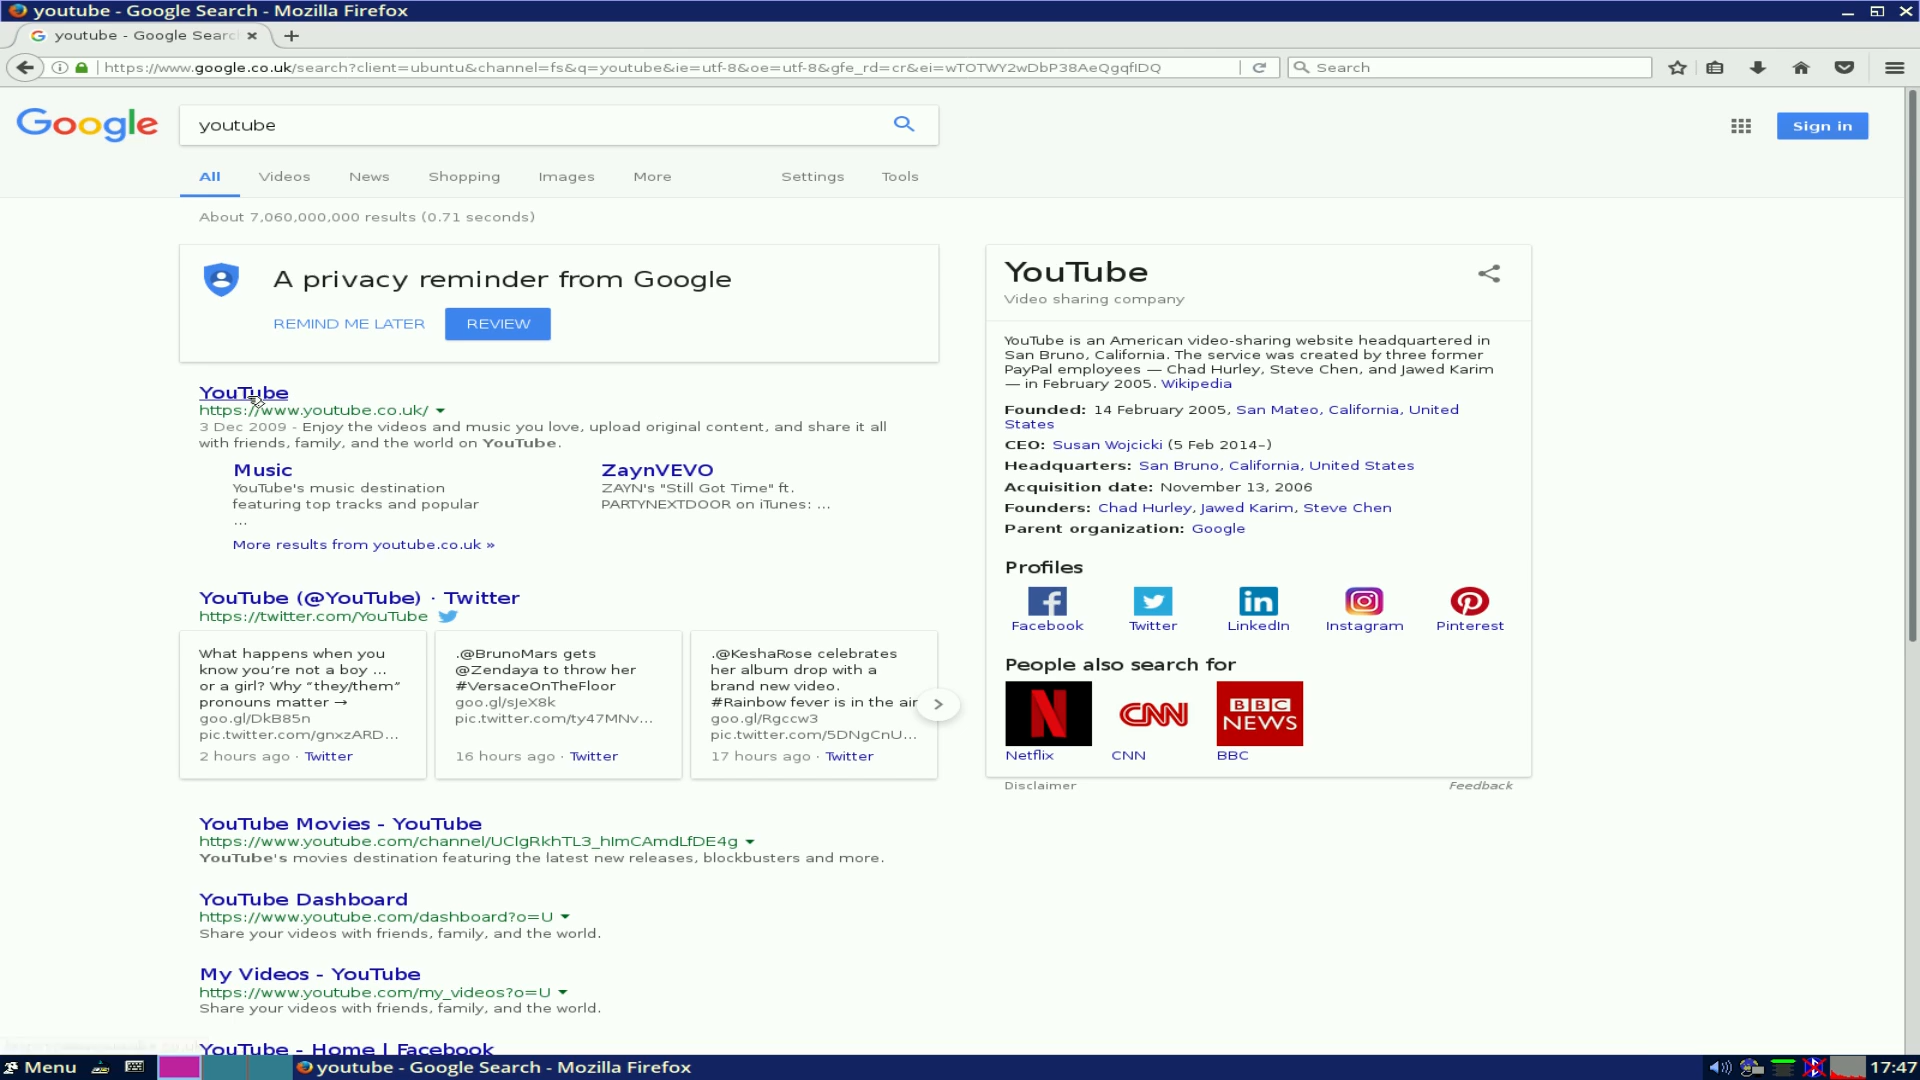 youtube - Google Search - Mozilla Firefox
youtube - Google Searc
https://www.google.co.uk/search?client=ubuntu&channel=fs&q=youtube&ie=utf-8&oe=utf-8&gfe_rd=cr&ei=wTOTWY2wDbP38AeQgqfIDQ
Search
Google
youtube
Sign in
All Videos News Shopping Images More Settings Tools
About 7,060,000,000 results (0.71 seconds)
A privacy reminder from Google
REMIND ME LATER REVIEW
YouTube
https://www.youtube.co.uk/
3 Dec 2009 - Enjoy the videos and music you love, upload original content, and share it all
with friends, family, and the world on YouTube.
Music
YouTube's music destination
featuring top tracks and popular
...
ZaynVEVO
ZAYN's "Still Got Time" ft.
PARTYNEXTDOOR on iTunes: ...
More results from youtube.co.uk »
YouTube (@YouTube) · Twitter
https://twitter.com/YouTube
What happens when you
know you’re not a boy ...
or a girl? Why “they/them”
pronouns matter →
goo.gl/DkB85n
pic.twitter.com/gnxzARD...
2 hours ago · Twitter
.@BrunoMars gets
@Zendaya to throw her
#VersaceOnTheFloor
goo.gl/sJeX8k
pic.twitter.com/ty47MNv...
16 hours ago · Twitter
.@KeshaRose celebrates
her album drop with a
brand new video.
#Rainbow fever is in the air
goo.gl/Rgccw3
pic.twitter.com/5DNgCnU...
17 hours ago · Twitter
YouTube Movies - YouTube
https://www.youtube.com/channel/UClgRkhTL3_hImCAmdLfDE4g
YouTube's movies destination featuring the latest new releases, blockbusters and more.
YouTube Dashboard
https://www.youtube.com/dashboard?o=U
Share your videos with friends, family, and the world.
My Videos - YouTube
https://www.youtube.com/my_videos?o=U
Share your videos with friends, family, and the world.
YouTube - Home | Facebook
YouTube
Video sharing company
YouTube is an American video-sharing website headquartered in
San Bruno, California. The service was created by three former
PayPal employees — Chad Hurley, Steve Chen, and Jawed Karim
— in February 2005. Wikipedia
Founded: 14 February 2005, San Mateo, California, United
States
CEO: Susan Wojcicki (5 Feb 2014–)
Headquarters: San Bruno, California, United States
Acquisition date: November 13, 2006
Founders: Chad Hurley, Jawed Karim, Steve Chen
Parent organization: Google
Profiles
Facebook Twitter LinkedIn Instagram Pinterest
People also search for
CNN
BBC
NEWS
Netflix CNN BBC
Disclaimer Feedback
Menu
youtube - Google Search - Mozilla Firefox
17:47